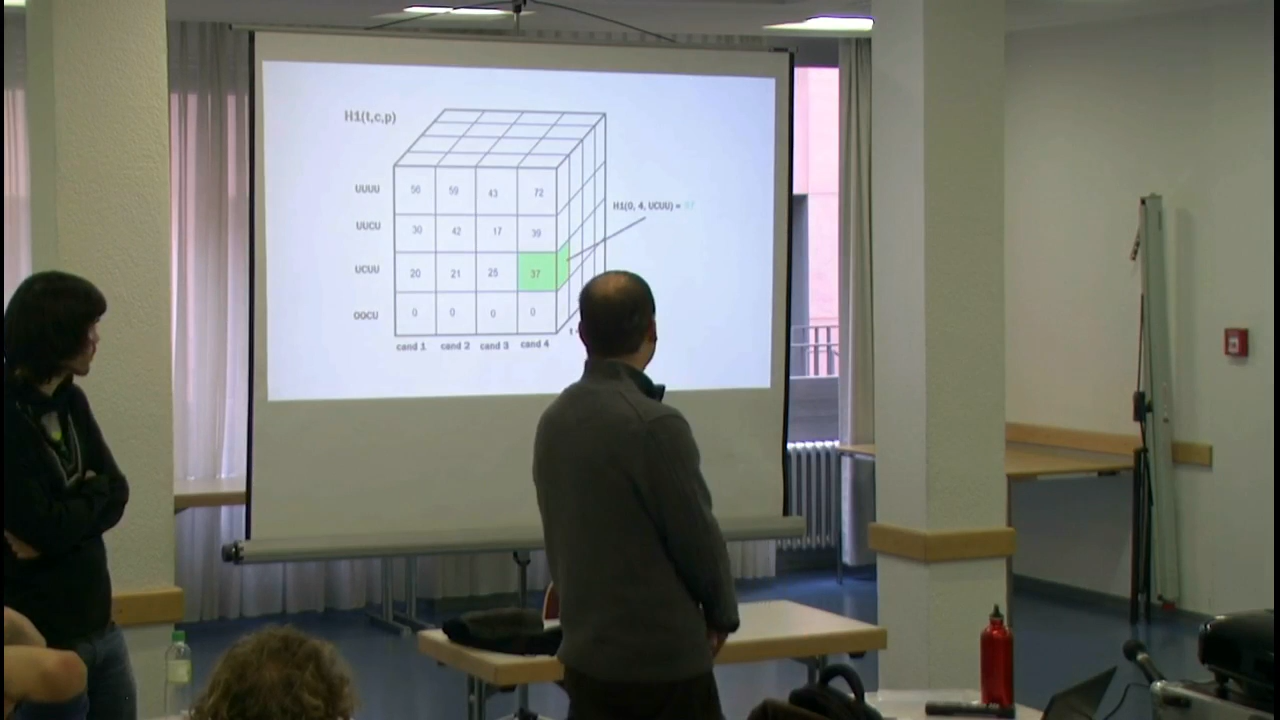 H1(t,c,p)
UUUU 56 59 43 72
H1(0, 4, UCUU) = 37
UUCU 30 42 17 39
UCUU 20 21 25 37
OOCU 0 0 0 0
cand 1 cand 2 cand 3 cand 4